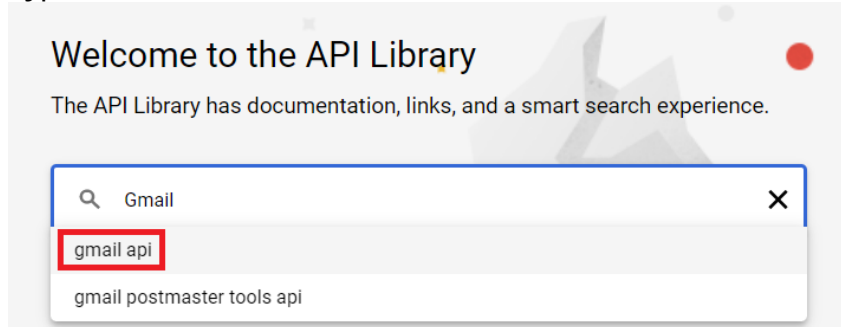 Welcome to the API Library
The API Library has documentation, links, and a smart search experience.
Gmail
gmail api
gmail postmaster tools api